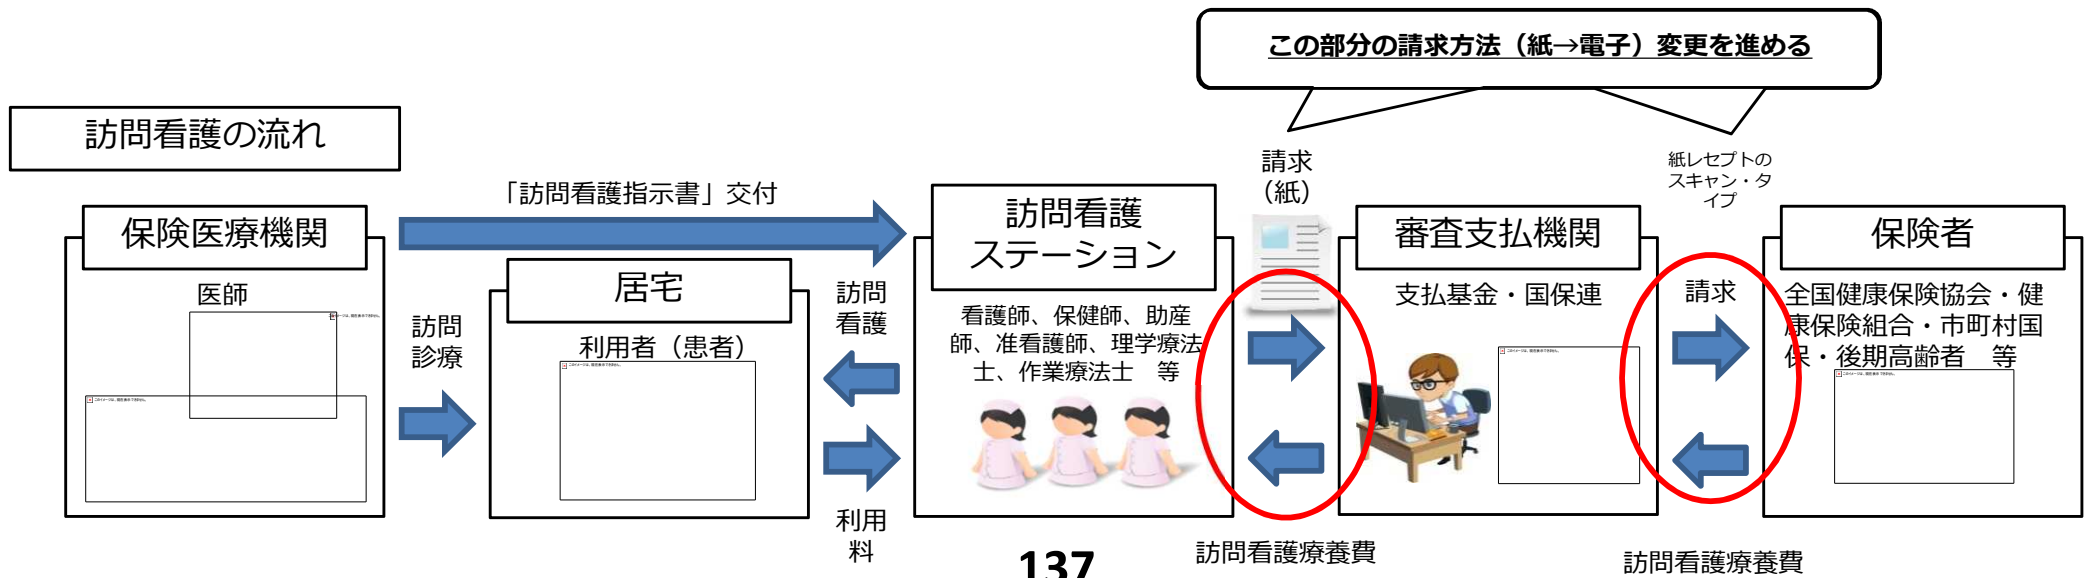 この部分の請求方法（紙→電子）変更を進める
訪問看護の流れ
「訪問看護指示書」交付
保険医療機関
医師
訪問
診療
居宅
利用者（患者）
訪問
看護
利用
料
訪問看護
ステーション
看護師、保健師、助産
師、准看護師、理学療法
士、作業療法士　等
請求
（紙）
訪問看護療養費
審査支払機関
支払基金・国保連
紙レセプトの
スキャン・タ
イプ
請求
訪問看護療養費
保険者
全国健康保険協会・健
康保険組合・市町村国
保・後期高齢者　等
137